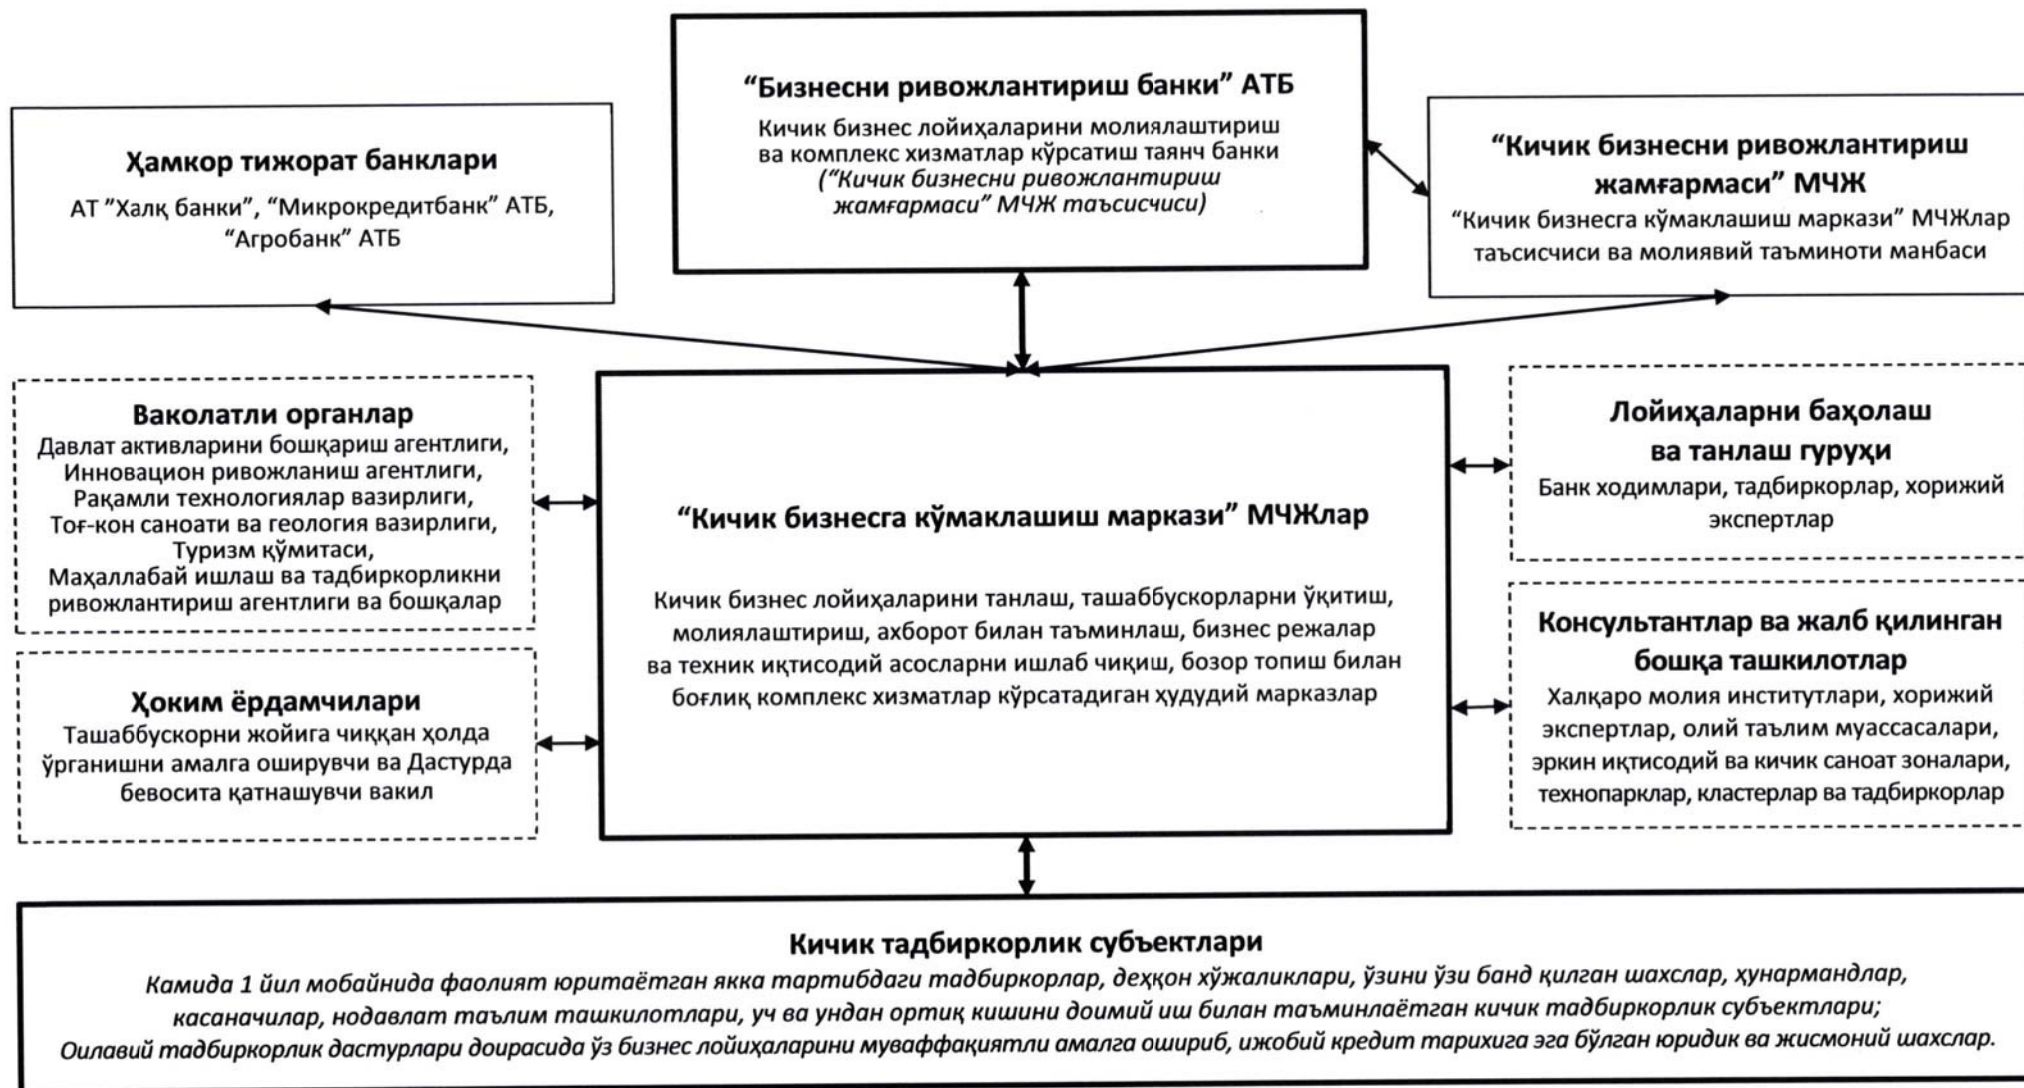 “Бизнесни ривожлантириш банки” АТБ
Кичик бизнес лойиҳаларини молиялаштириш
ва комплекс хизматлар кўрсатиш таянч банки
(“Кичик бизнесни ривожлантириш
жамғармаси” МЧЖ таъсисчиси)
Ҳамкор тижорат банклари
АТ ”Халқ банки”, “Микрокредитбанк” АТБ,
“Агробанк” АТБ
“Кичик бизнесни ривожлантириш
жамғармаси” МЧЖ
“Кичик бизнесга кўмаклашиш маркази” МЧЖлар
таъсисчиси ва молиявий таъминоти манбаси
Ваколатли органлар
Давлат активларини бошқариш агентлиги,
Инновацион ривожланиш агентлиги,
Рақамли технологиялар вазирлиги,
Тоғ-кон саноати ва геология вазирлиги,
Туризм қўмитаси,
Маҳаллабай ишлаш ва тадбиркорликни
ривожлантириш агентлиги ва бошқалар
Ҳоким ёрдамчилари
Ташаббускорни жойига чиққан ҳолда
ўрганишни амалга оширувчи ва Дастурда
бевосита қатнашувчи вакил
“Кичик бизнесга кўмаклашиш маркази” МЧЖлар
Кичик бизнес лойиҳаларини танлаш, ташаббускорларни ўқитиш,
молиялаштириш, ахборот билан таъминлаш, бизнес режалар
ва техник иқтисодий асосларни ишлаб чиқиш, бозор топиш билан
боғлиқ комплекс хизматлар кўрсатадиган ҳудудий марказлар
Лойиҳаларни баҳолаш
ва танлаш гуруҳи
Банк ходимлари, тадбиркорлар, хорижий
экспертлар
Консультантлар ва жалб қилинган
бошқа ташкилотлар
Халқаро молия институтлари, хорижий
экспертлар, олий таълим муассасалари,
эркин иқтисодий ва кичик саноат зоналари,
технопарклар, кластерлар ва тадбиркорлар
Кичик тадбиркорлик субъектлари
Камида 1 йил мобайнида фаолият юритаётган якка тартибдаги тадбиркорлар, деҳқон хўжаликлари, ўзини ўзи банд қилган шахслар, ҳунармандлар,
касаначилар, нодавлат таълим ташкилотлари, уч ва ундан ортиқ кишини доимий иш билан таъминлаётган кичик тадбиркорлик субъектлари;
Оилавий тадбиркорлик дастурлари доирасида ўз бизнес лойиҳаларини муваффақиятли амалга ошириб, ижобий кредит тарихига эга бўлган юридик ва жисмоний шахслар.